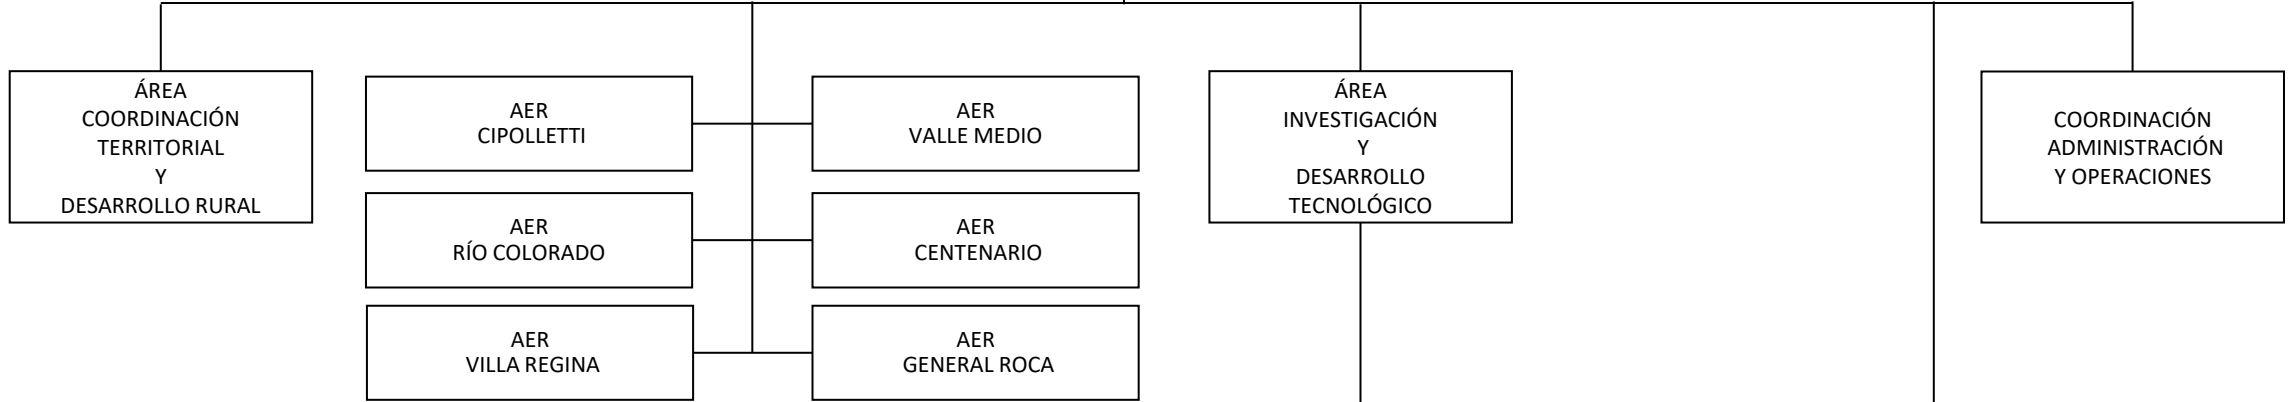 ÁREA
COORDINACIÓN
TERRITORIAL
Y
DESARROLLO RURAL
AER
CIPOLLETTI
AER
VALLE MEDIO
AER
RÍO COLORADO
AER
CENTENARIO
AER
VILLA REGINA
AER
GENERAL ROCA
ÁREA
INVESTIGACIÓN
Y
DESARROLLO
TECNOLÓGICO
COORDINACIÓN
ADMINISTRACIÓN
Y OPERACIONES